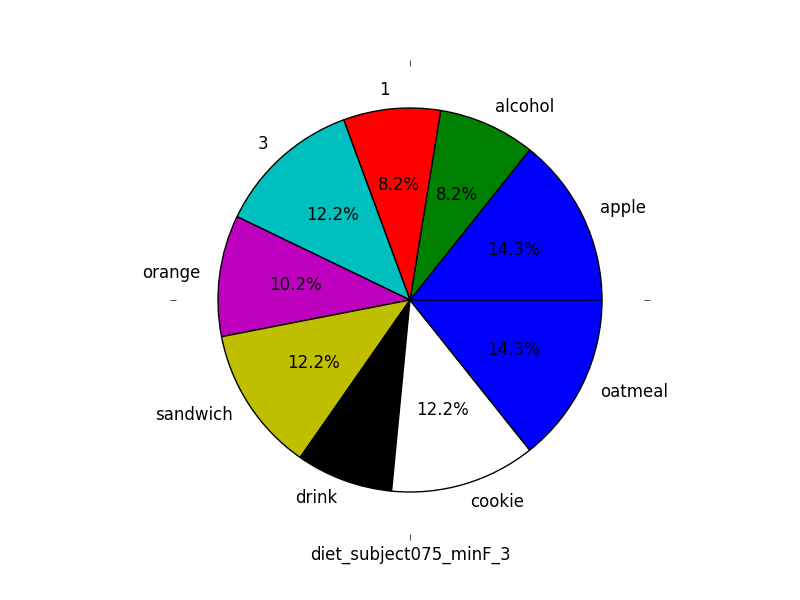 1
alcohol
3
apple
8.2%
8.2%
12.2%
14.3%
orange
10.2%
14.3%
12.2%
oatmeal
12.2%
sandwich
drink
cookie
diet_subject075_minF_3